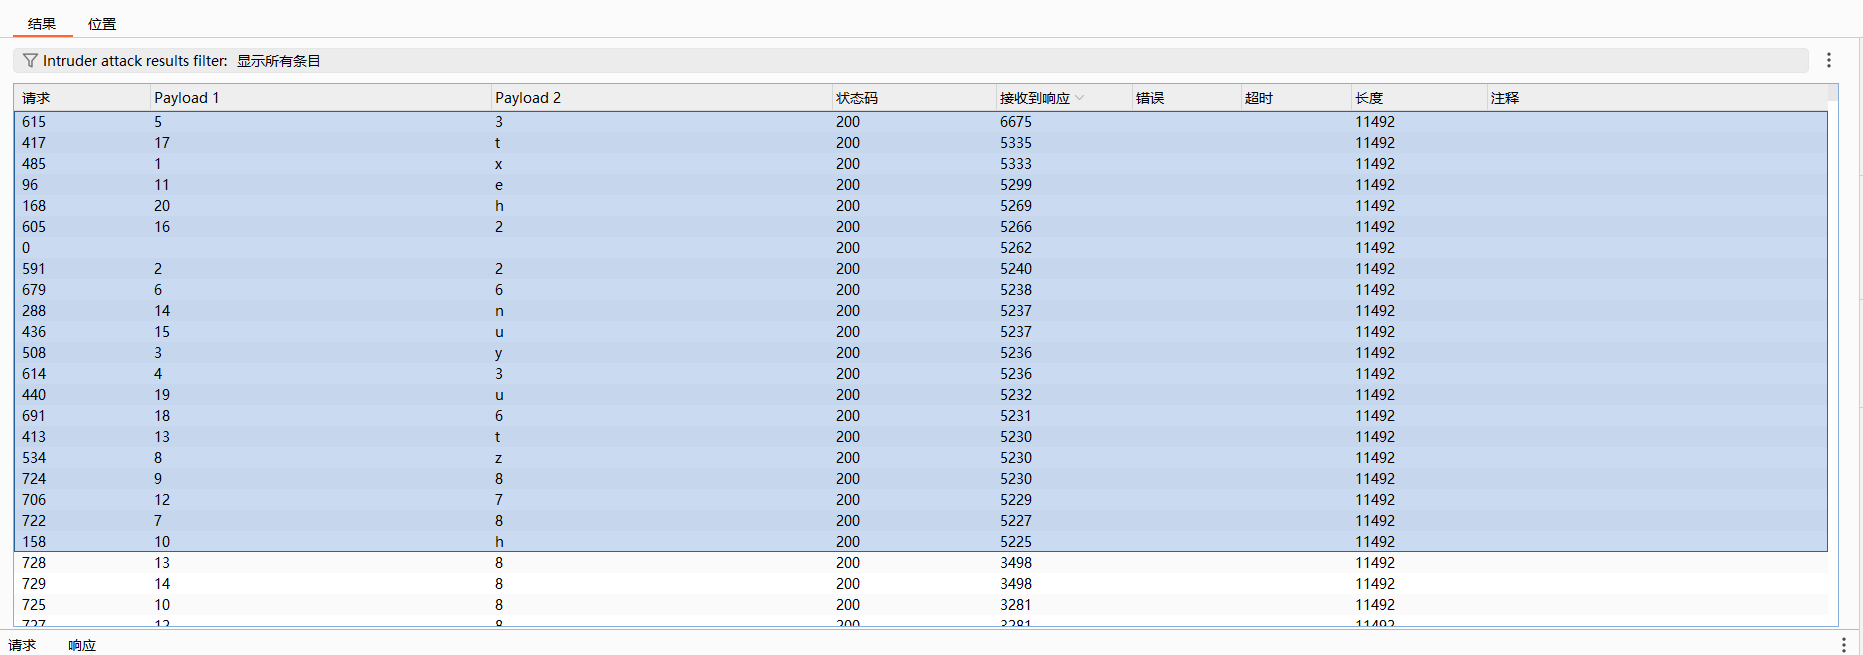 结果 位置
Intruder attack results filter: 显示所有条目
请求 Payload 1 Payload 2 状态码 接收到响应 错误 超时 长度 注释
615 5 3 200 6675 11492
417 17 t 200 5335 11492
485 1 x 200 5333 11492
96 11 e 200 5299 11492
168 20 h 200 5269 11492
605 16 2 200 5266 11492
0 200 5262 11492
591 2 2 200 5240 11492
679 6 6 200 5238 11492
288 14 n 200 5237 11492
436 15 u 200 5237 11492
508 3 y 200 5236 11492
614 4 3 200 5236 11492
440 19 u 200 5232 11492
691 18 6 200 5231 11492
413 13 t 200 5230 11492
534 8 z 200 5230 11492
724 9 8 200 5230 11492
706 12 7 200 5229 11492
722 7 8 200 5227 11492
158 10 h 200 5225 11492
728 13 8 200 3498 11492
729 14 8 200 3498 11492
725 10 8 200 3281 11492
727 12 8 200 3281 11492
请求 响应